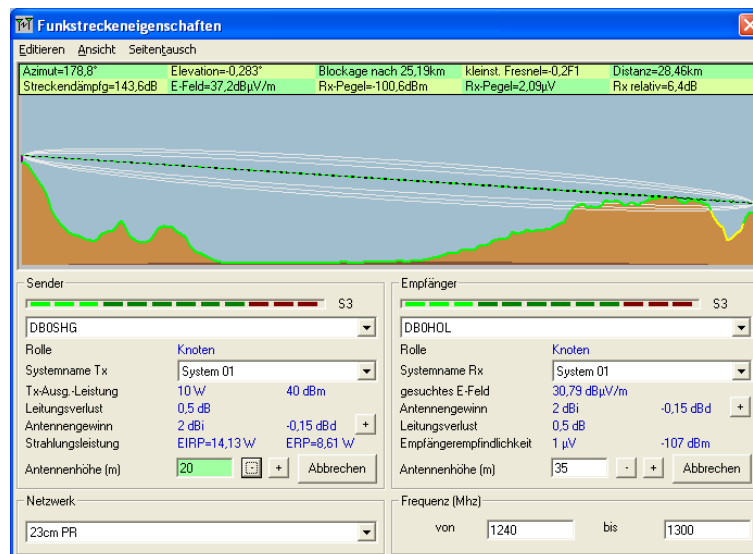 Funkstreckeneigenschaften
Editieren Ansicht Seitentausch
Azimut=178,8° Elevation=-0,283° Blockage nach 25,19km kleinst. Fresnel=-0,2F1 Distanz=28,46km
Streckendämpfg=143,6dB E-Feld=37,2dBµV/m Rx-Pegel=-100,6dBm Rx-Pegel=2,09µV Rx relativ=6,4dB
Sender Empfänger
S3 S3
DB0SHG DB0HOL
Rolle Knoten Rolle Knoten
Systemname Tx System 01 Systemname Rx System 01
Tx-Ausg.-Leistung 10 W 40 dBm gesuchtes E-Feld 30,79 dBµV/m
Leitungsverlust 0,5 dB Antennengewinn 2 dBi -0,15 dBd +
Antennengewinn 2 dBi -0,15 dBd + Leitungsverlust 0,5 dB
Strahlungsleistung EIRP=14,13 W ERP=8,61 W Empfängerempfindlichkeit 1 µV -107 dBm
Antennenhöhe (m) 20 - + Abbrechen Antennenhöhe (m) 35 - + Abbrechen
Netzwerk Frequenz (Mhz)
23cm PR von 1240 bis 1300